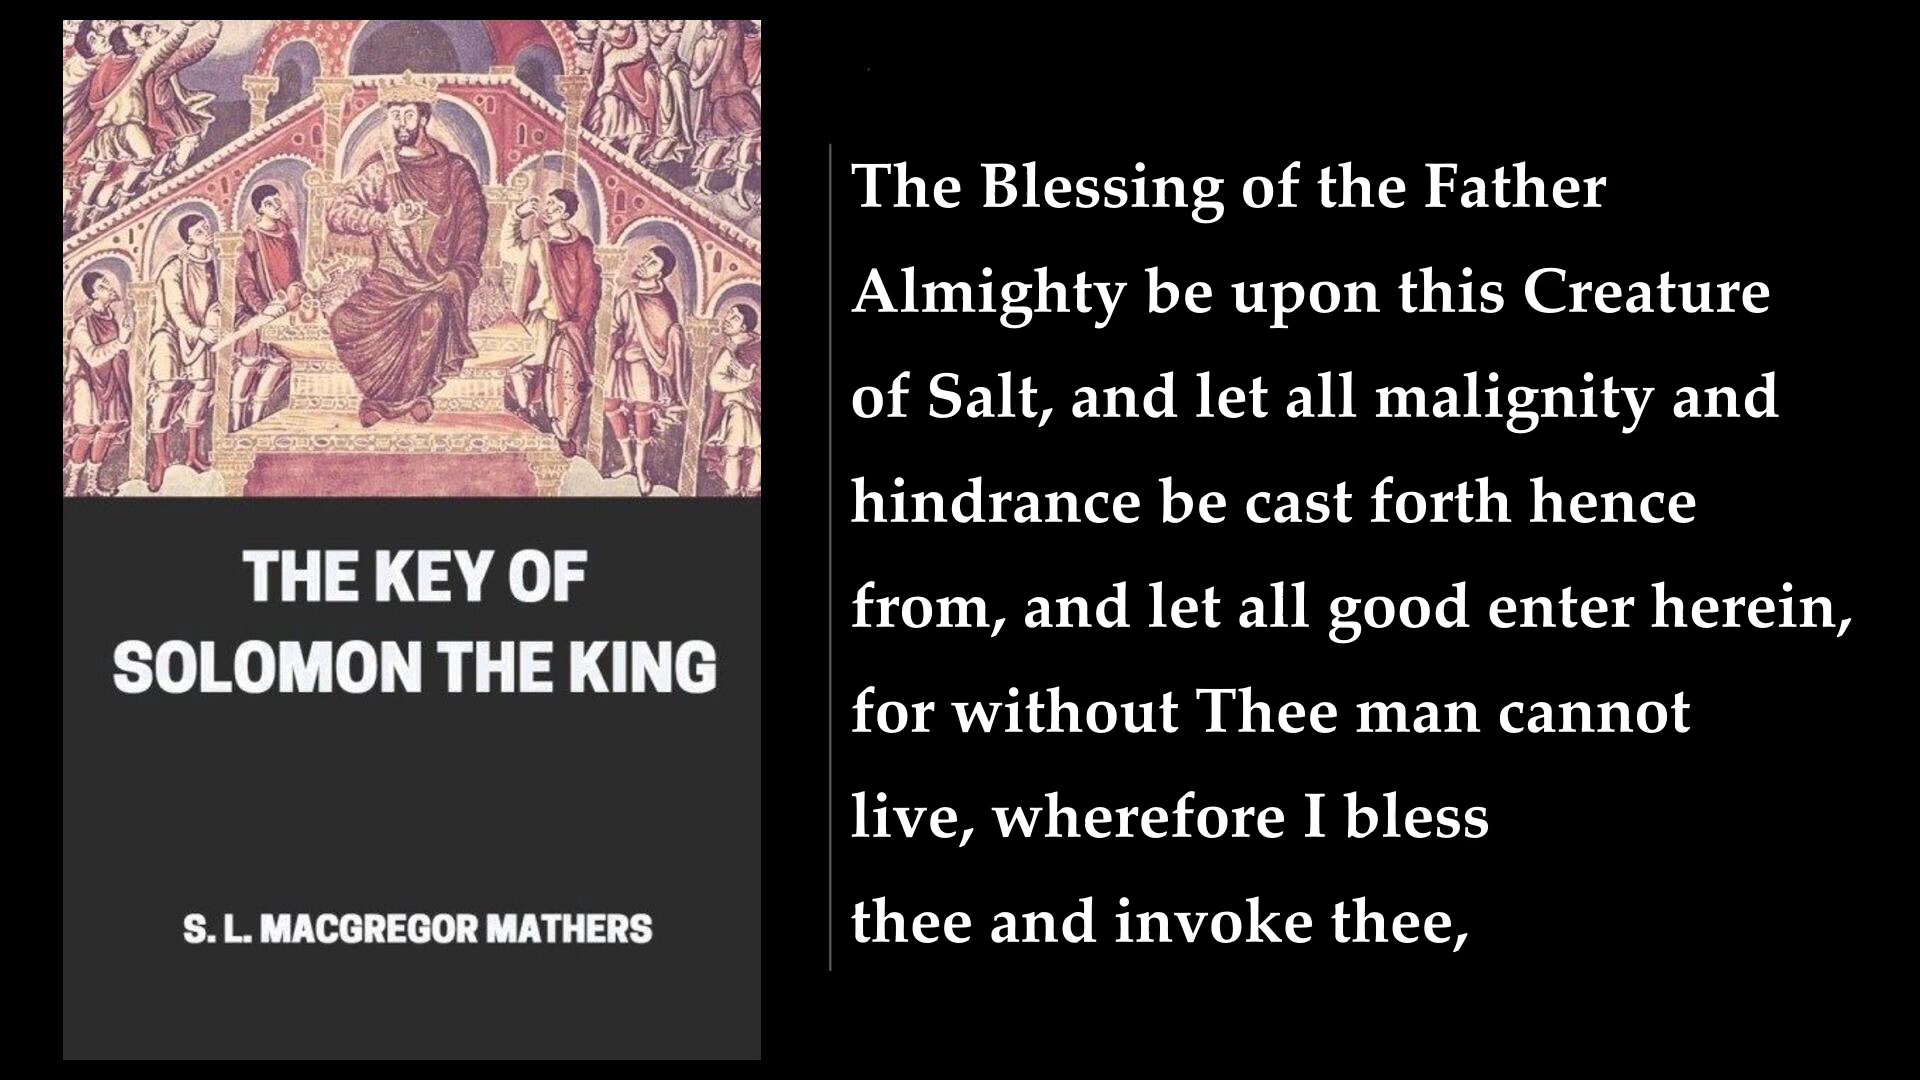 THE KEY OF
SOLOMON THE KING
S. L. MACGREGOR MATHERS
The Blessing of the Father
Almighty be upon this Creature
of Salt, and let all malignity and
hindrance be cast forth hence
from, and let all good enter herein,
for without Thee man cannot
live, wherefore I bless
thee and invoke thee,